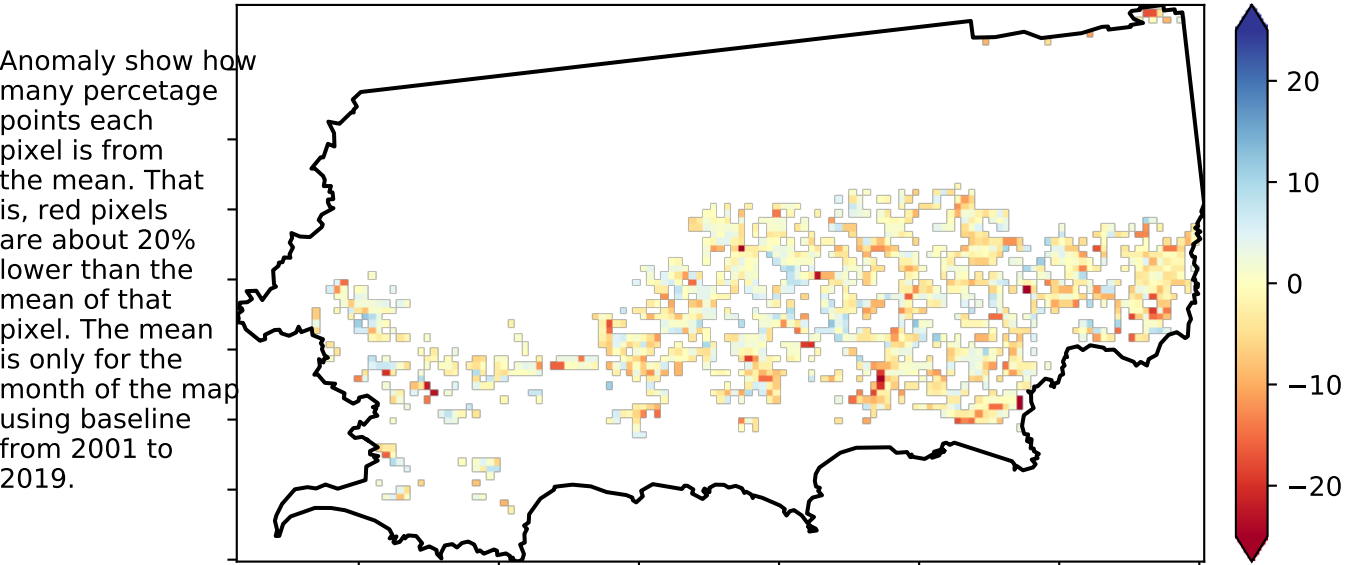 Anomaly show how
many percetage
points each
pixel is from
the mean. That
is, red pixels
are about 20%
lower than the
mean of that
pixel. The mean
is only for the
month of the map
using baseline
from 2001 to
2019.
20
10
0
−10
−20